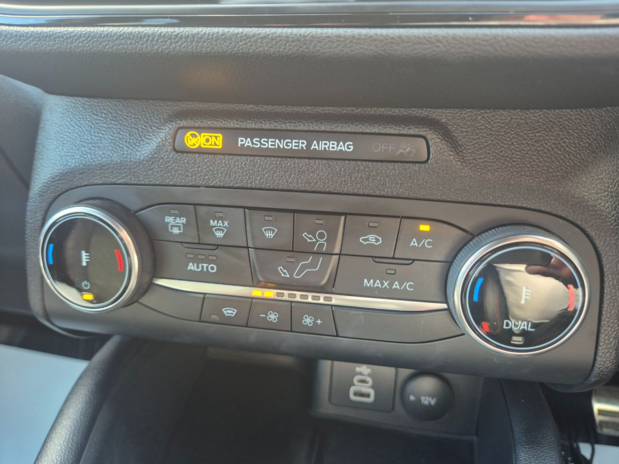 ON PASSENGER AIRBAG OFF
REAR MAX A/C
AUTO MAX A/C
- +
DUAL
12V